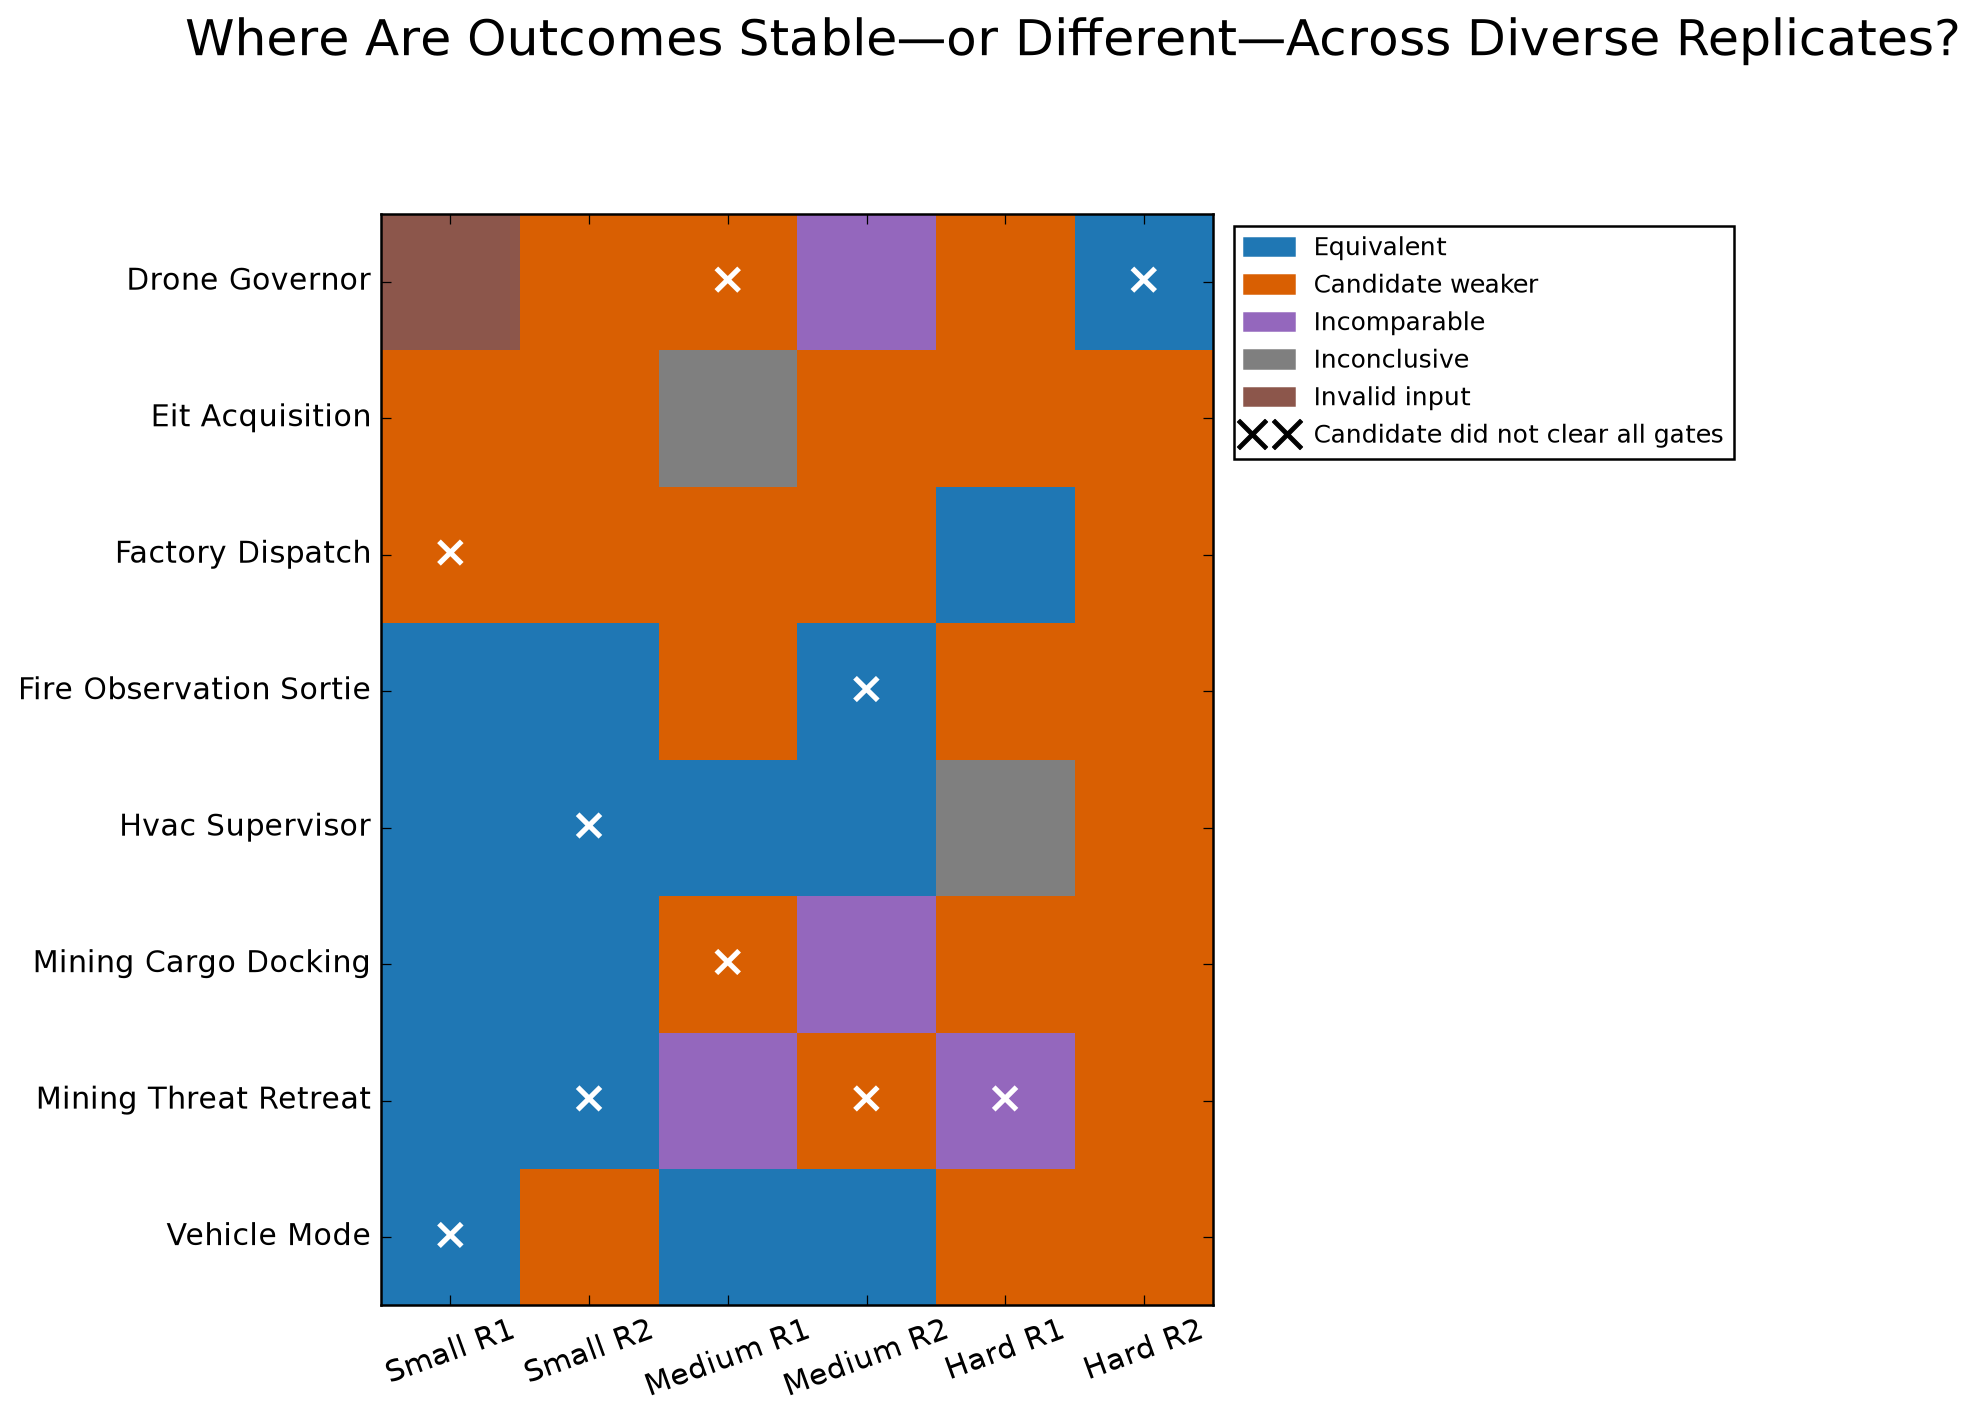 Where Are Outcomes Stable—or Different—Across Diverse Replicates?
Drone Governor
Eit Acquisition
Factory Dispatch
Fire Observation Sortie
Hvac Supervisor
Mining Cargo Docking
Mining Threat Retreat
Vehicle Mode
Small R1
Small R2
Medium R1
Medium R2
Hard R1
Hard R2
Equivalent
Candidate weaker
Incomparable
Inconclusive
Invalid input
Candidate did not clear all gates